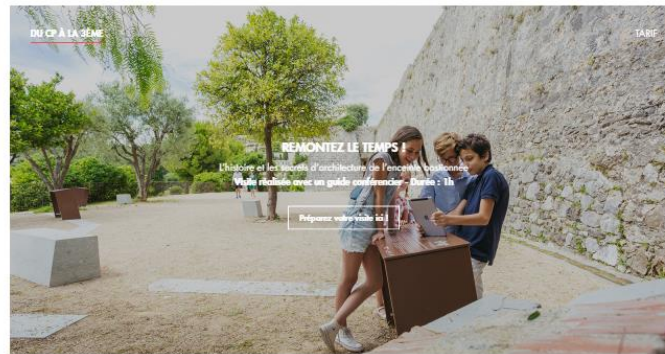 DU CP À LA 3ÈME
TARIF
REMONTEZ LE TEMPS !
L'histoire et les secrets d'architecture de l'enceinte bastionnée
Visite réalisée avec un guide conférencier - Durée : 1h
Préparez votre visite ici !